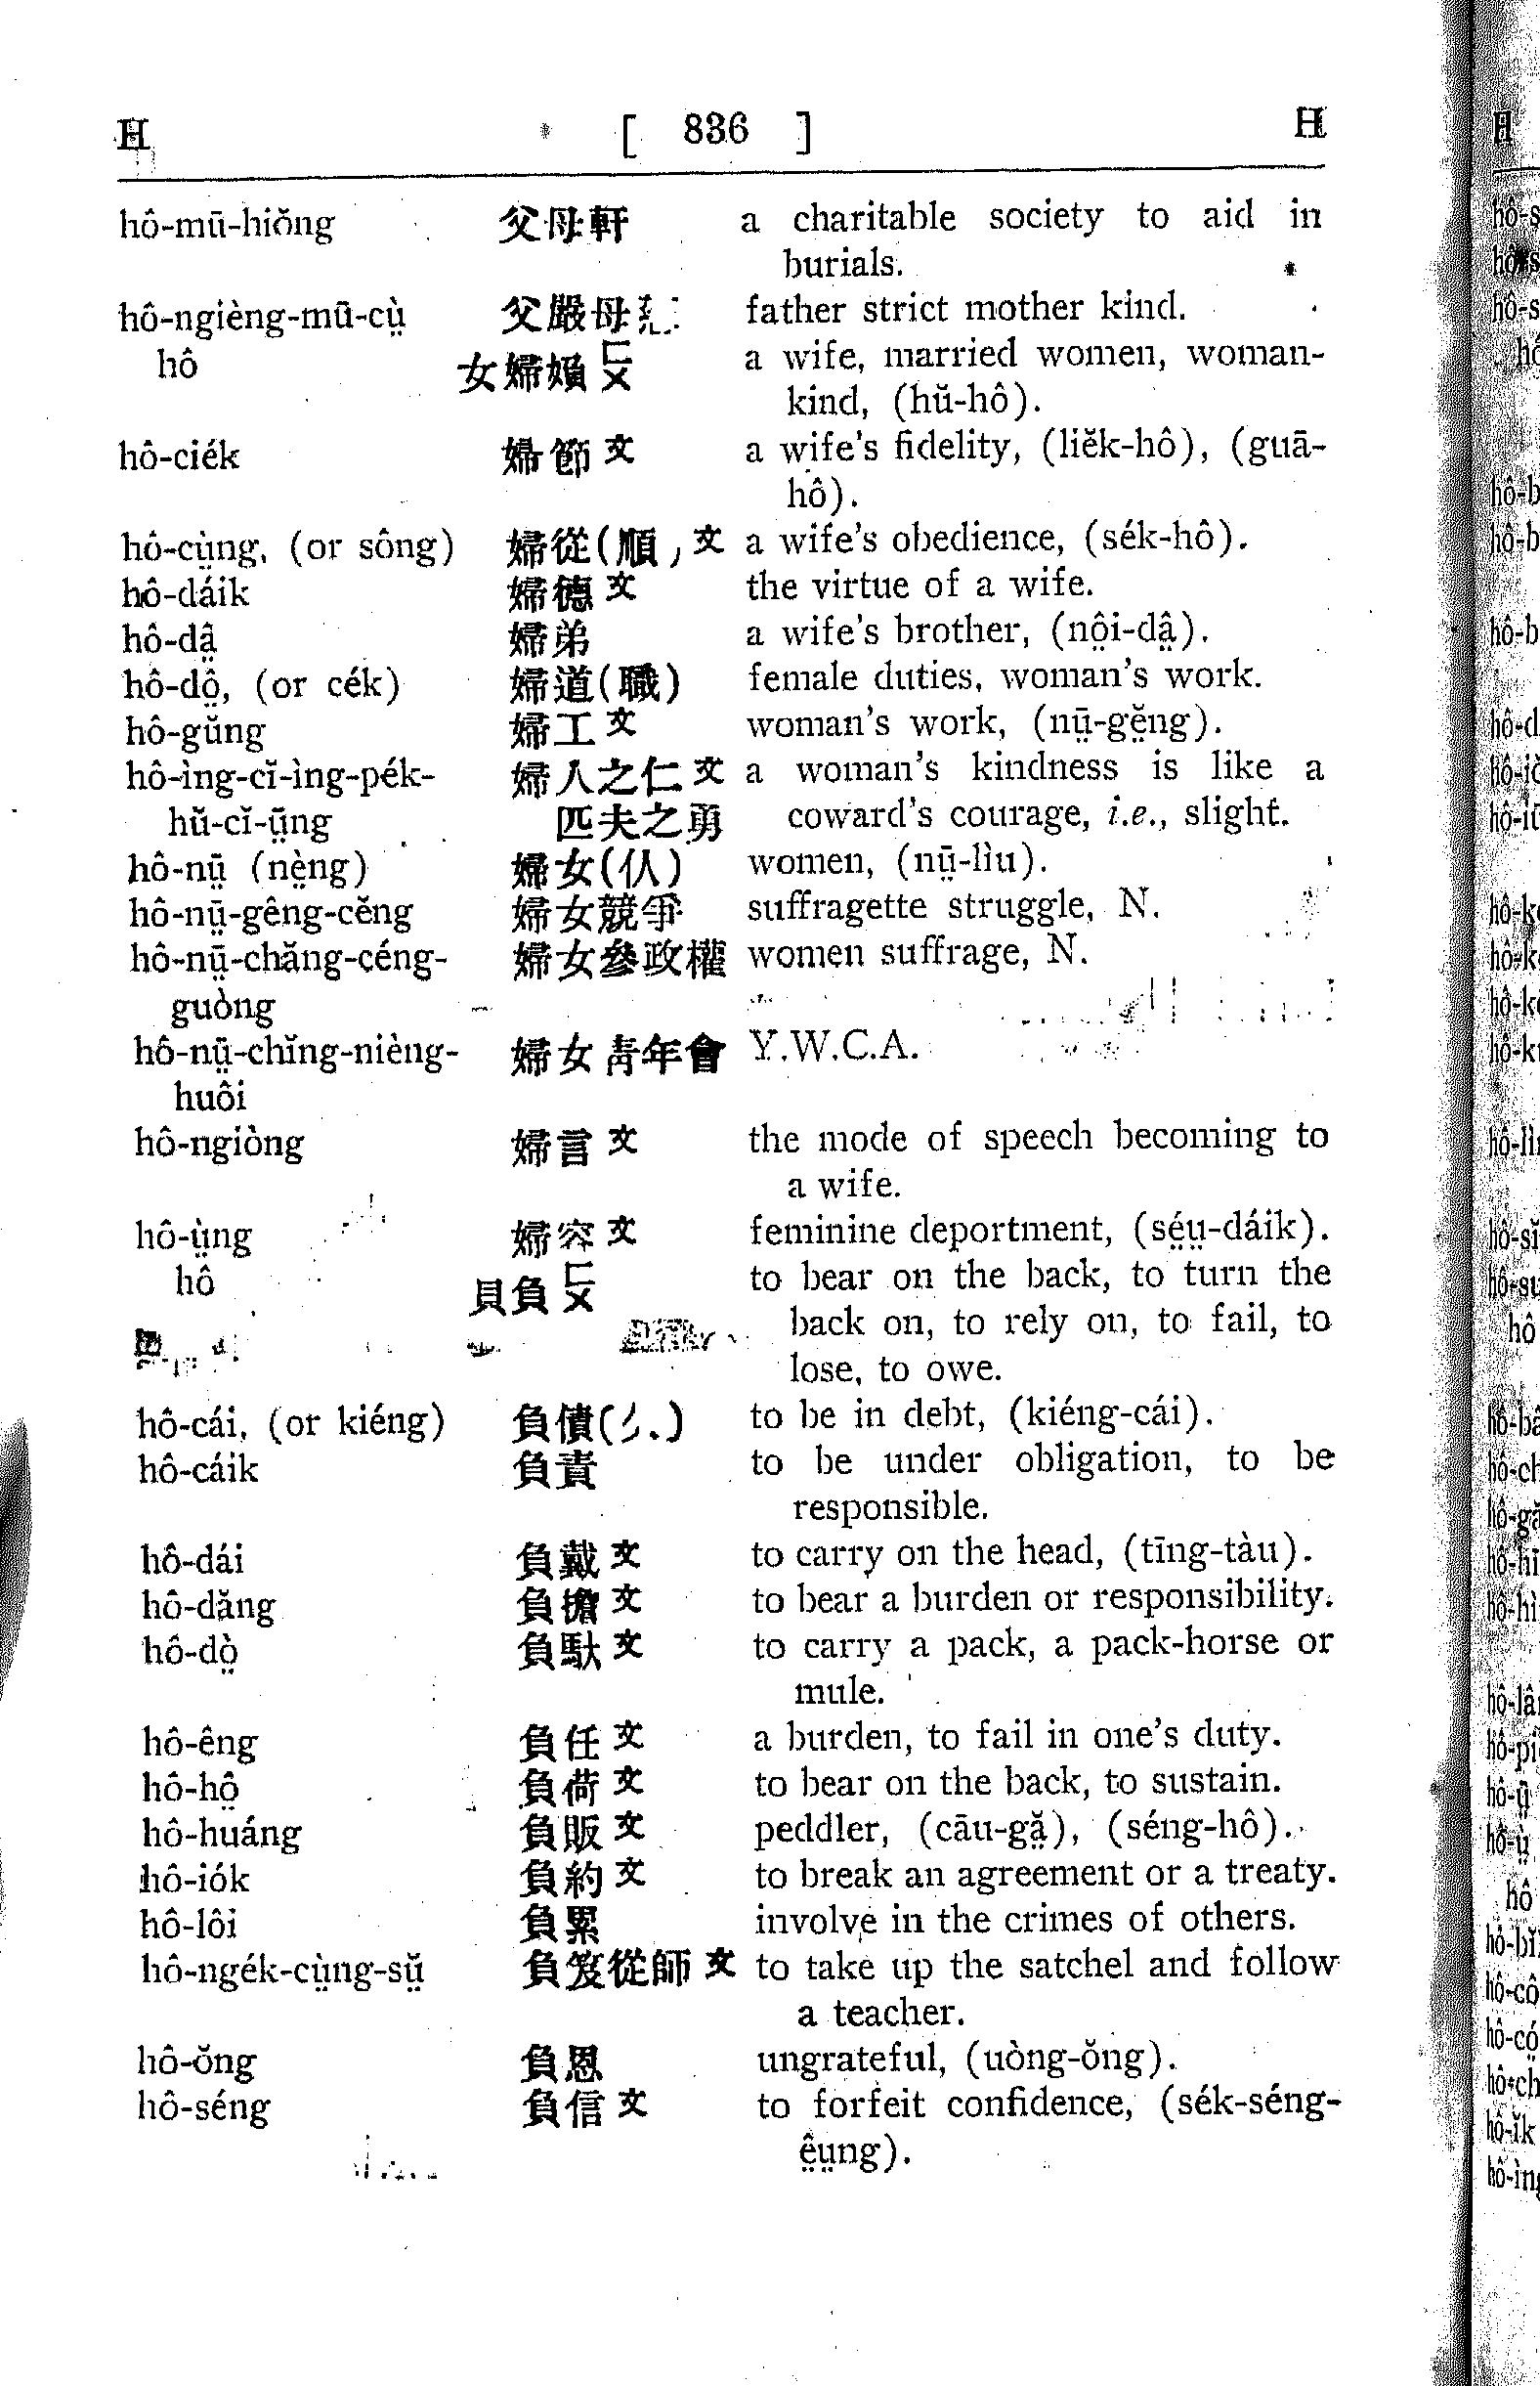 H [ 836 ] H
hô-mū-hiŏng 父母軒 a charitable society to aid in
burials.
hô-ngièng-mū-cṳ̀ 父嚴母 father strict mother kind.
hô 女婦媍ㄈㄨ a wife, married women, woman-
kind, (hŭ-hô).
hô-ciék 婦節文 a wife's fidelity, (liĕk-hô), (guā-
hô).
hô-cṳ̀ng, (or sông) 婦從(順)文 a wife's obedience, (sék-hô).
hô-dáik 婦德文 the virtue of a wife.
hô-dâ̤ 婦弟 a wife's brother, (nô̤i-dâ̤).
hô-dô̤, (or cék) 婦道(職) female duties, woman's work.
hô-gŭng 婦工文 woman's work, (nṳ̄-gĕ̤ng).
hô-ìng-cĭ-ìng-pék- 婦人之仁文 a woman's kindness is like a
hŭ-cĭ-ṳ̄ng 匹夫之勇 coward's courage, i.e., slight.
hô-nṳ̄ (nè̤ng) 婦女(仈) women, (nṳ̄-lìu).
hô-nṳ̄-gêng-cĕng 婦女競爭 suffragette struggle, N.
hô-nṳ̄-chăng-céng- 婦女參政權 women suffrage, N.
guòng
hô-nṳ̄-chĭng-nièng- 婦女靑年會 Y.W.C.A.
huôi
hô-ngiòng 婦言文 the mode of speech becoming to
a wife.
hô-ṳ̀ng 婦容文 feminine deportment, (sé̤ṳ-dáik).
hô 貝負ㄈㄨ to bear on the back, to turn the
back on, to rely on, to fail, to
lose, to owe.
hô-cái, (or kiéng) 負債( ) to be in debt, (kiéng-cái).
hô-cáik 負責 to be under obligation, to be
responsible.
hô-dái 負戴文 to carry on the head, (tīng-tàu).
hô-dăng 負擔文 to bear a burden or responsibility.
hô-dò̤ 負馱文 to carry a pack, a pack-horse or
mule.
hô-êng 負任文 a burden, to fail in one's duty.
hô-hô̤ 負荷文 to bear on the back, to sustain.
hô-huáng 負販文 peddler, (cāu-gă̤), (séng-hô).
hô-iók 負約文 to break an agreement or a treaty.
hô-lôi 負累 involve in the crimes of others.
hô-ngék-cṳ̀ng-sṳ̆ 負笈從師文 to take up the satchel and follow
a teacher.
hô-ŏng 負恩 ungrateful, (uòng-ŏng).
hô-séng 負信文 to forfeit confidence, (sék-séng-
ê̤ṳng).